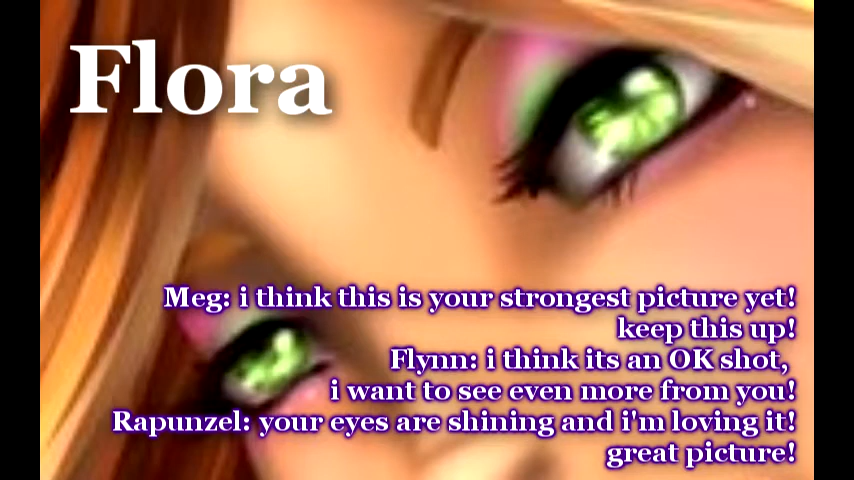 Flora
Meg: i think this is your strongest picture yet!
keep this up!
Flynn: i think its an OK shot,
i want to see even more from you!
Rapunzel: your eyes are shining and i'm loving it!
great picture!